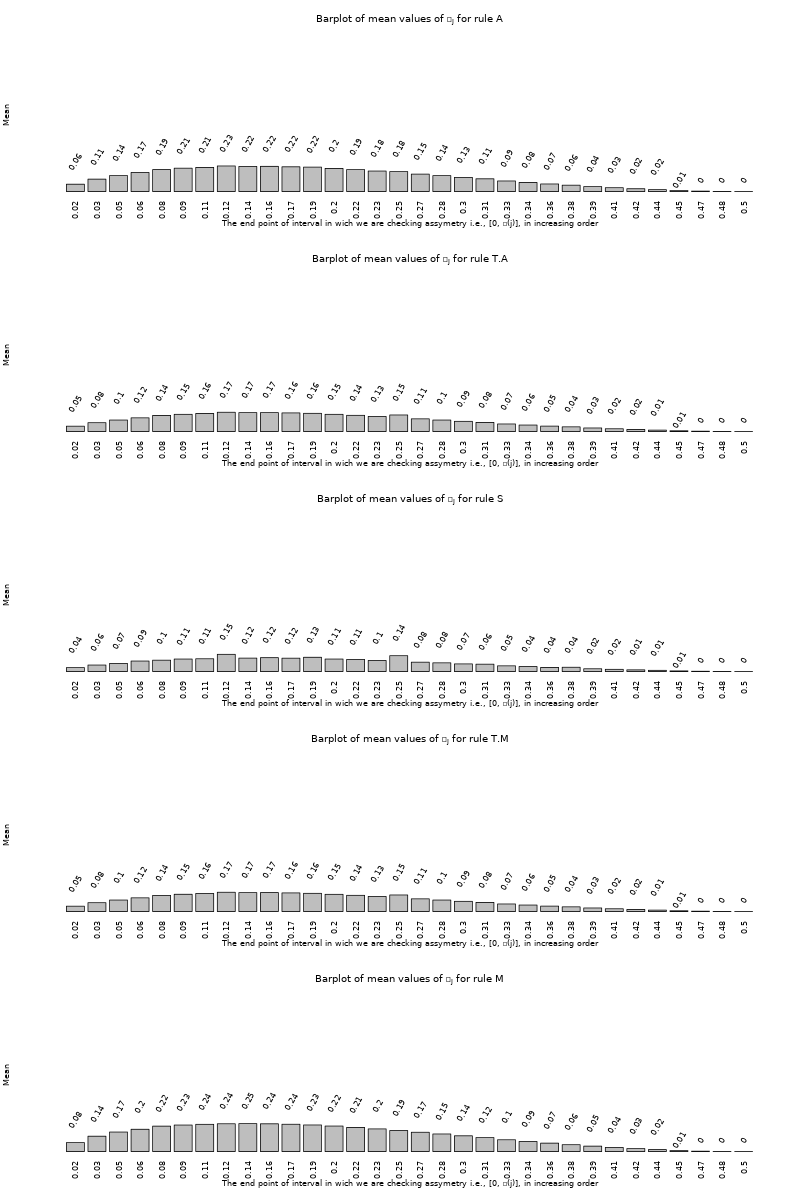 Barplot of mean values of □j for rule A
Mean
0.06 0.11 0.14 0.17 0.19 0.21 0.21 0.23 0.22 0.22 0.22 0.22 0.2 0.19 0.18 0.18 0.15 0.14 0.13 0.11 0.09 0.08 0.07 0.06 0.04 0.03 0.02 0.02 0.01 0 0 0
0.02 0.03 0.05 0.06 0.08 0.09 0.11 0.12 0.14 0.16 0.17 0.19 0.2 0.22 0.23 0.25 0.27 0.28 0.3 0.31 0.33 0.34 0.36 0.38 0.39 0.41 0.42 0.44 0.45 0.47 0.48 0.5
The end point of interval in wich we are checking assymetry i.e., [0, □(j)], in increasing order
Barplot of mean values of □j for rule T.A
Mean
0.05 0.08 0.1 0.12 0.14 0.15 0.16 0.17 0.17 0.17 0.16 0.16 0.15 0.14 0.13 0.15 0.11 0.1 0.09 0.08 0.07 0.06 0.05 0.04 0.03 0.02 0.02 0.01 0.01 0 0 0
0.02 0.03 0.05 0.06 0.08 0.09 0.11 0.12 0.14 0.16 0.17 0.19 0.2 0.22 0.23 0.25 0.27 0.28 0.3 0.31 0.33 0.34 0.36 0.38 0.39 0.41 0.42 0.44 0.45 0.47 0.48 0.5
The end point of interval in wich we are checking assymetry i.e., [0, □(j)], in increasing order
Barplot of mean values of □j for rule S
Mean
0.04 0.06 0.07 0.09 0.1 0.11 0.11 0.15 0.12 0.12 0.12 0.13 0.11 0.11 0.1 0.14 0.08 0.08 0.07 0.06 0.05 0.04 0.04 0.04 0.02 0.02 0.01 0.01 0.01 0 0 0
0.02 0.03 0.05 0.06 0.08 0.09 0.11 0.12 0.14 0.16 0.17 0.19 0.2 0.22 0.23 0.25 0.27 0.28 0.3 0.31 0.33 0.34 0.36 0.38 0.39 0.41 0.42 0.44 0.45 0.47 0.48 0.5
The end point of interval in wich we are checking assymetry i.e., [0, □(j)], in increasing order
Barplot of mean values of □j for rule T.M
Mean
0.05 0.08 0.1 0.12 0.14 0.15 0.16 0.17 0.17 0.17 0.16 0.16 0.15 0.14 0.13 0.15 0.11 0.1 0.09 0.08 0.07 0.06 0.05 0.04 0.03 0.02 0.02 0.01 0.01 0 0 0
0.02 0.03 0.05 0.06 0.08 0.09 0.11 0.12 0.14 0.16 0.17 0.19 0.2 0.22 0.23 0.25 0.27 0.28 0.3 0.31 0.33 0.34 0.36 0.38 0.39 0.41 0.42 0.44 0.45 0.47 0.48 0.5
The end point of interval in wich we are checking assymetry i.e., [0, □(j)], in increasing order
Barplot of mean values of □j for rule M
Mean
0.08 0.14 0.17 0.2 0.22 0.23 0.24 0.24 0.25 0.24 0.24 0.23 0.22 0.21 0.2 0.19 0.17 0.15 0.14 0.12 0.1 0.09 0.07 0.06 0.05 0.04 0.03 0.02 0.01 0 0 0
0.02 0.03 0.05 0.06 0.08 0.09 0.11 0.12 0.14 0.16 0.17 0.19 0.2 0.22 0.23 0.25 0.27 0.28 0.3 0.31 0.33 0.34 0.36 0.38 0.39 0.41 0.42 0.44 0.45 0.47 0.48 0.5
The end point of interval in wich we are checking assymetry i.e., [0, □(j)], in increasing order